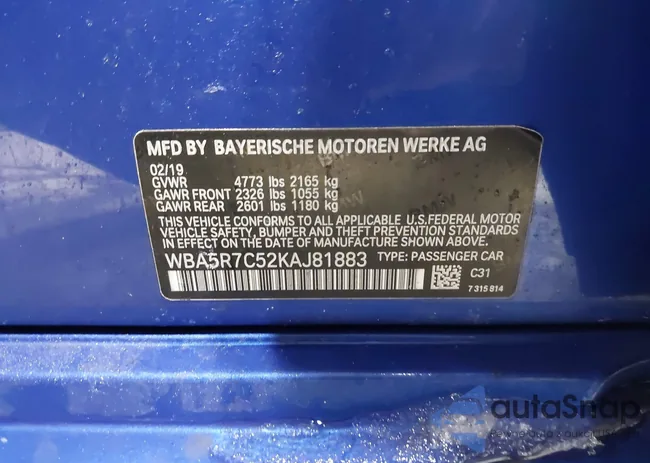 MFD BY BAYERISCHE MOTOREN WERKE AG
02/19
GVWR 4773 lbs 2165 kg
GAWR FRONT 2326 lbs 1055 kg
GAWR REAR 2601 lbs 1180 kg
THIS VEHICLE CONFORMS TO ALL APPLICABLE U.S.FEDERAL MOTOR
VEHICLE SAFETY, BUMPER AND THEFT PREVENTION STANDARDS
IN EFFECT ON THE DATE OF MANUFACTURE SHOWN ABOVE.
WBA5R7C52KAJ81883 TYPE: PASSENGER CAR
C31
7 315 814
autoSnap